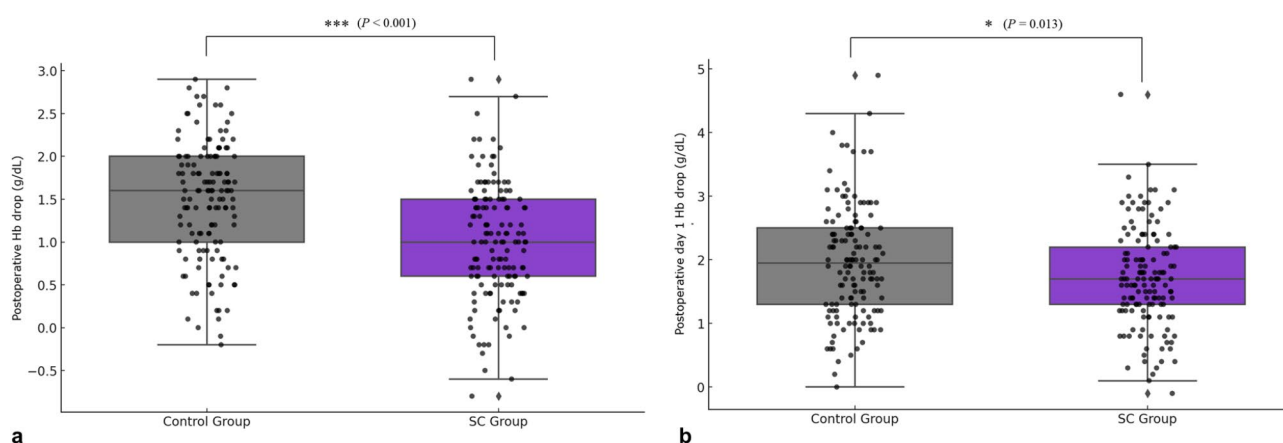 *** (P < 0.001)
Postoperative Hb drop (g/dL)
3.0
2.5
2.0
1.5
1.0
0.5
0.0
−0.5
Control Group
SC Group
a
* (P = 0.013)
Postoperative day 1 Hb drop (g/dL)
5
4
3
2
1
0
Control Group
SC Group
b